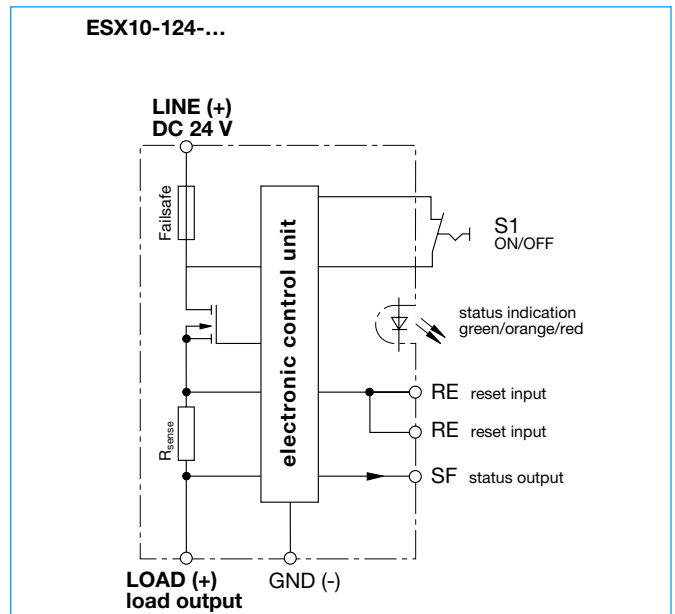 ESX10-124-...
LINE (+)
DC 24 V
Failsafe
electronic control unit
S1
ON/OFF
status indication
green/orange/red
RE reset input
RE reset input
Rsense
SF status output
LOAD (+)
load output
GND (-)